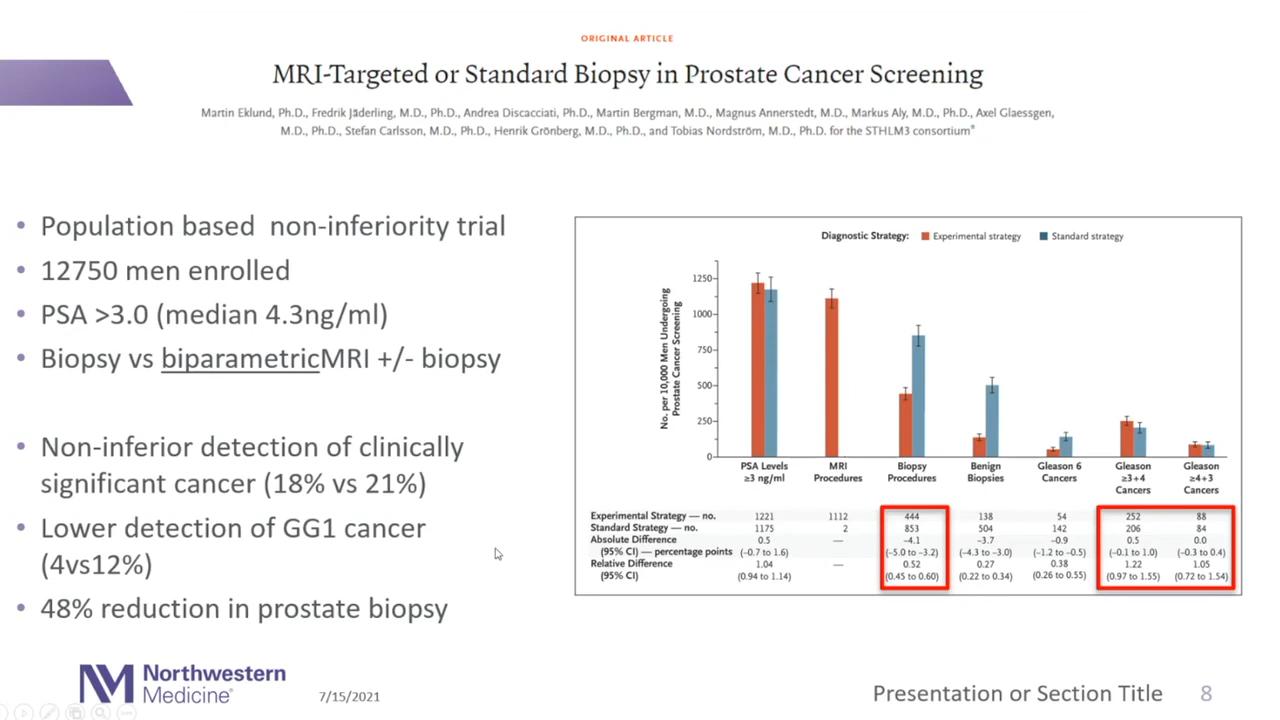 ORIGINAL ARTICLE
MRI-Targeted or Standard Biopsy in Prostate Cancer Screening
Martin Eklund, Ph.D., Fredrik Jäderling, M.D., Ph.D., Andrea Discacciati, Ph.D., Martin Bergman, M.D., Magnus Annerstedt, M.D., Markus Aly, M.D., Ph.D., Axel Glaessgen,
M.D., Ph.D., Stefan Carlsson, M.D., Ph.D., Henrik Grönberg, M.D., Ph.D., and Tobias Nordström, M.D., Ph.D. for the STHLM3 consortium*
• Population based  non-inferiority trial
• 12750 men enrolled
• PSA >3.0 (median 4.3ng/ml)
• Biopsy vs biparametricMRI +/- biopsy
• Non-inferior detection of clinically
significant cancer (18% vs 21%)
• Lower detection of GG1 cancer
(4vs12%)
• 48% reduction in prostate biopsy
Diagnostic Strategy: Experimental strategy Standard strategy
No. per 10,000 Men Undergoing
Prostate Cancer Screening
1250
1000
750
500
250
0
PSA Levels ≥3 ng/ml
MRI Procedures
Biopsy Procedures
Benign Biopsies
Gleason 6 Cancers
Gleason ≥3+4 Cancers
Gleason ≥4+3 Cancers
Experimental Strategy — no. 1221 1112 444 138 54 252 88
Standard Strategy — no. 1175 2 853 504 142 206 84
Absolute Difference 0.5 — −4.1 −3.7 −0.9 0.5 0.0
(95% CI) — percentage points (−0.7 to 1.6) (−5.0 to −3.2) (−4.3 to −3.0) (−1.2 to −0.5) (−0.1 to 1.0) (−0.3 to 0.4)
Relative Difference 1.04 — 0.52 0.27 0.38 1.22 1.05
(95% CI) (0.94 to 1.14) (0.45 to 0.60) (0.22 to 0.34) (0.26 to 0.55) (0.97 to 1.55) (0.72 to 1.54)
NM Northwestern
Medicine®
7/15/2021
Presentation or Section Title 8